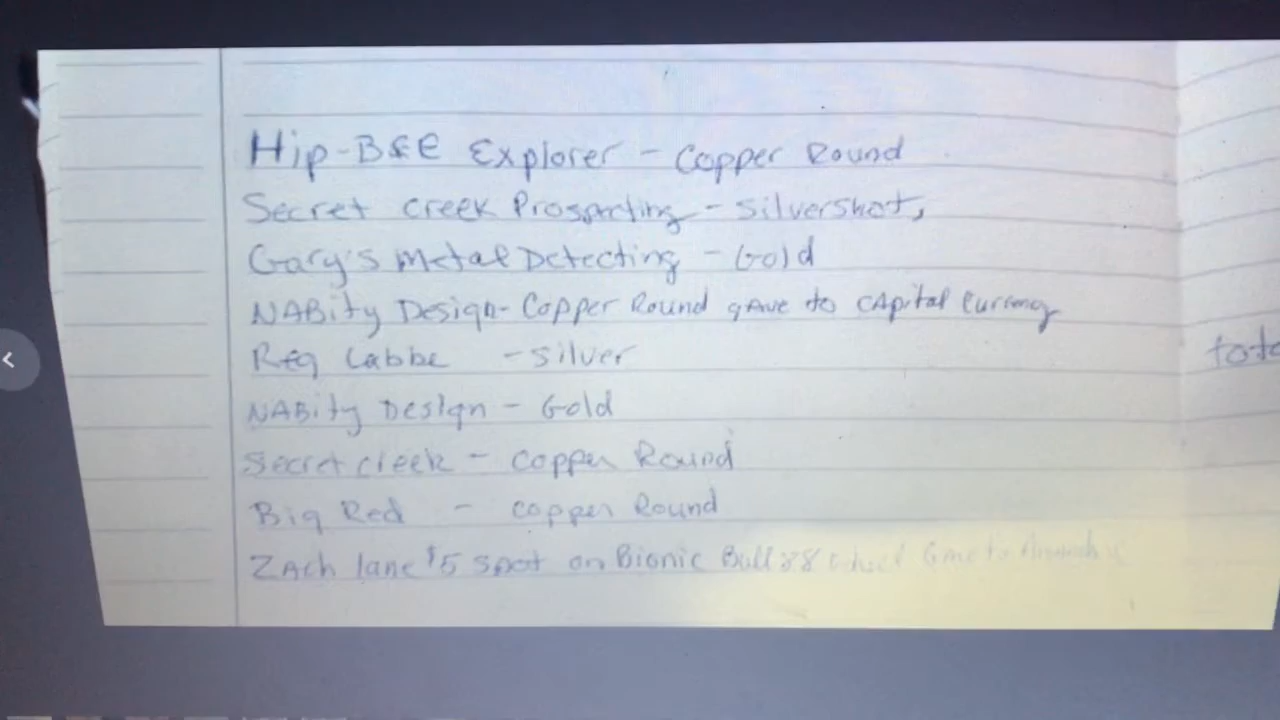 Hip-B&E Explorer - Copper Round
Secret Creek Prospecting - Silvershot,
Gary's Metal Detecting - Gold
NABity Design - Copper Round gave to Capital Currency
Reg Labbe - Silver
tota
NABity Design - Gold
Secret creek - Copper Round
Big Red - Copper Round
Zach lane $5 spot on Bionic Bull88